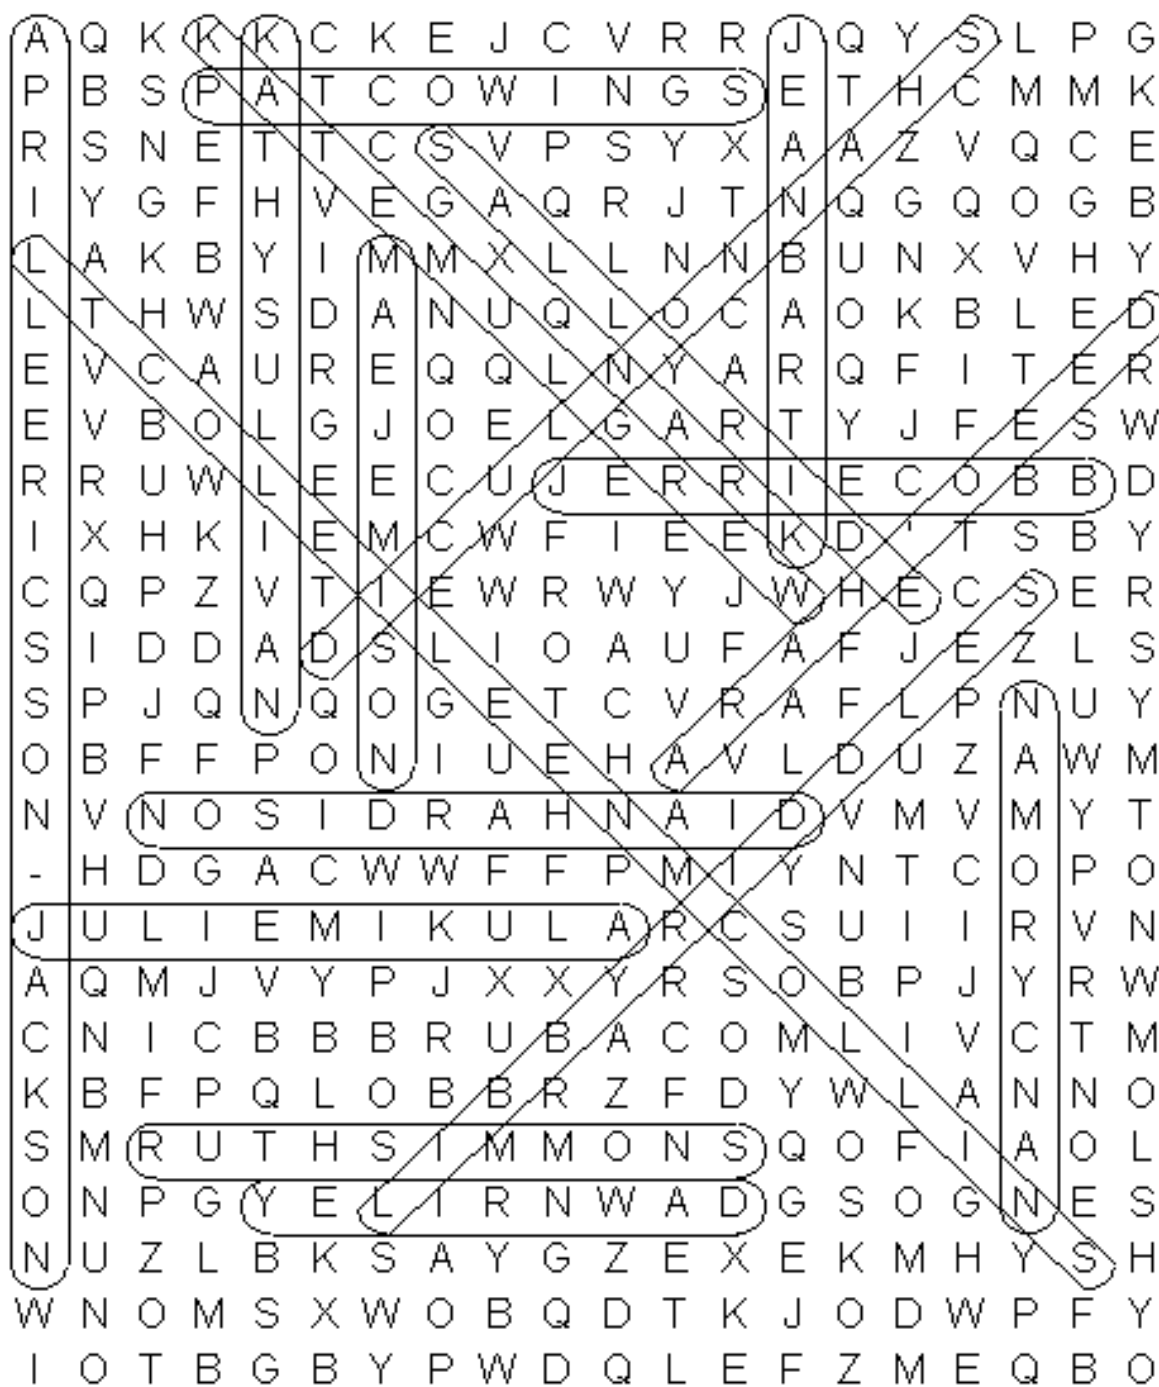 A Q K K K C K E J C V R R J Q Y S L P G
P B S P A T C O W I N G S E T H C M M K
R S N E T T C S V P S Y X A A Z V Q C E
I Y G F H V E G A Q R J T N Q G Q O G B
L A K B Y I M M X L L N N B U N X V H Y
L T H W S D A N U Q L O C A O K B L E D
E V C A U R E Q Q L N Y A R Q F I T E R
E V B O L G J O E L G A R T Y J F E S W
R R U W L E E C U J E R R I E C O B B D
I X H K I E M C W F I E E K D ' T S B Y
C Q P Z V T I E W R W Y J W H E C S E R
S I D D A D S L I O A U F A F J E Z L S
S P J Q N Q O G E T C V R A F L P N U Y
O B F F P O N I U E H A V L D U Z A W M
N V N O S I D R A H N A I D V M V M Y T
- H D G A C W W F F P M I Y N T C O P O
J U L I E M I K U L A R C S U I I R V N
A Q M J V Y P J X X Y R S O B P J Y R W
C N I C B B B R U B A C O M L I V C T M
K B F P Q L O B B R Z F D Y W L A N N O
S M R U T H S I M M O N S Q O F I A O L
O N P G Y E L I R N W A D G S O G N E S
N U Z L B K S A Y G Z E X E K M H Y S H
W N O M S X W O B Q D T K J O D W P F Y
I O T B G B Y P W D Q L E F Z M E Q B O